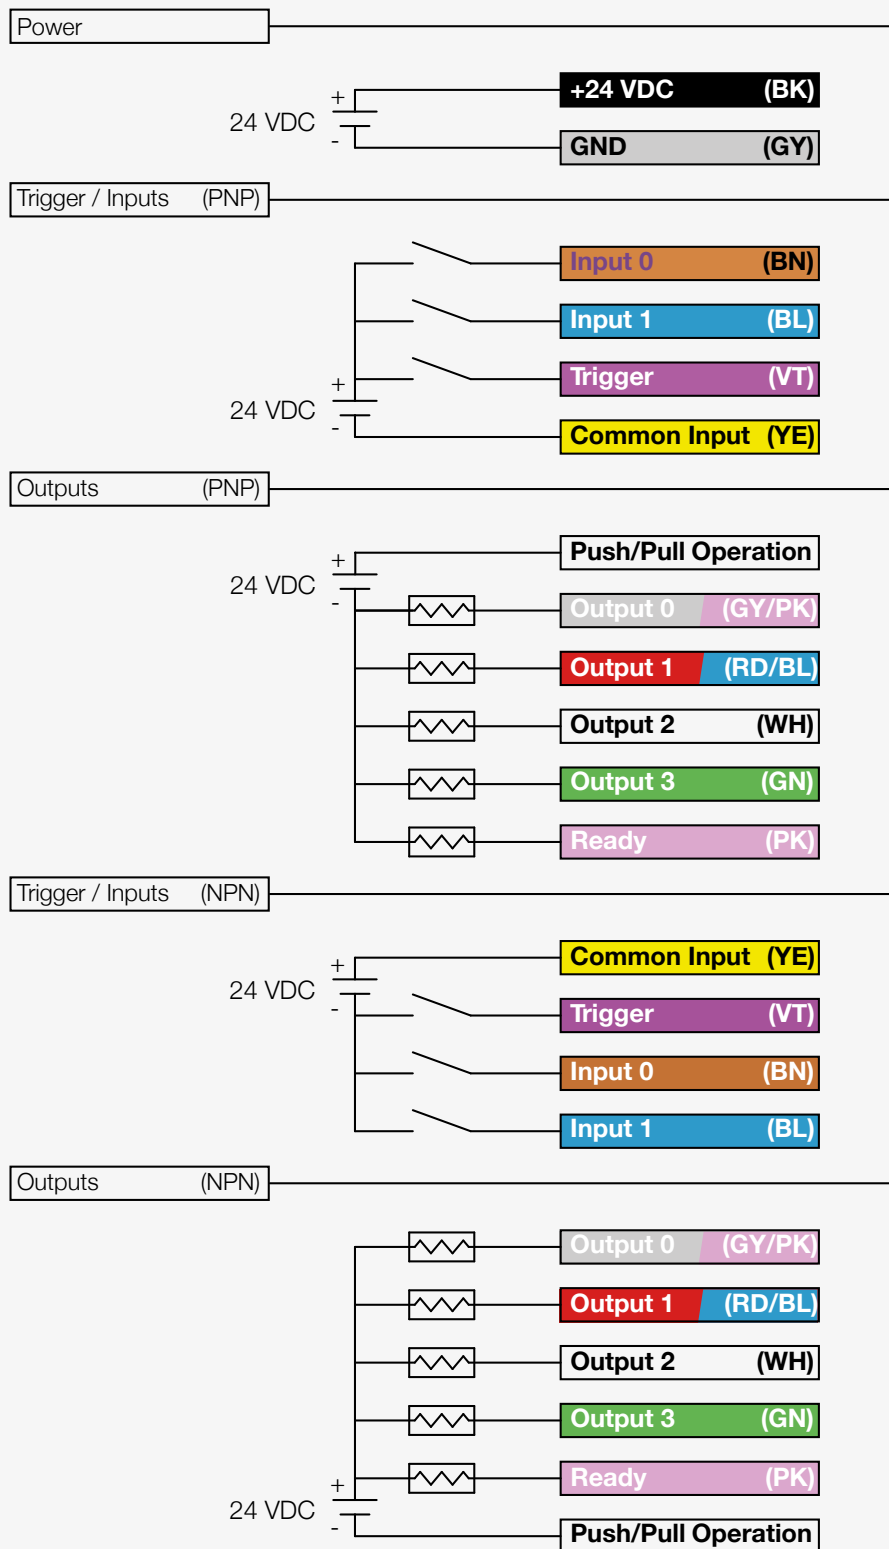 Power
+
24 VDC
-
+24 VDC (BK)
GND (GY)
Trigger / Inputs (PNP)
Input 0 (BN)
Input 1 (BL)
Trigger (VT)
+
24 VDC
-
Common Input (YE)
Outputs (PNP)
Push/Pull Operation
+
24 VDC
-
Output 0 (GY/PK)
Output 1 (RD/BL)
Output 2 (WH)
Output 3 (GN)
Ready (PK)
Trigger / Inputs (NPN)
Common Input (YE)
+
24 VDC
-
Trigger (VT)
Input 0 (BN)
Input 1 (BL)
Outputs (NPN)
Output 0 (GY/PK)
Output 1 (RD/BL)
Output 2 (WH)
Output 3 (GN)
Ready (PK)
+
24 VDC
-
Push/Pull Operation